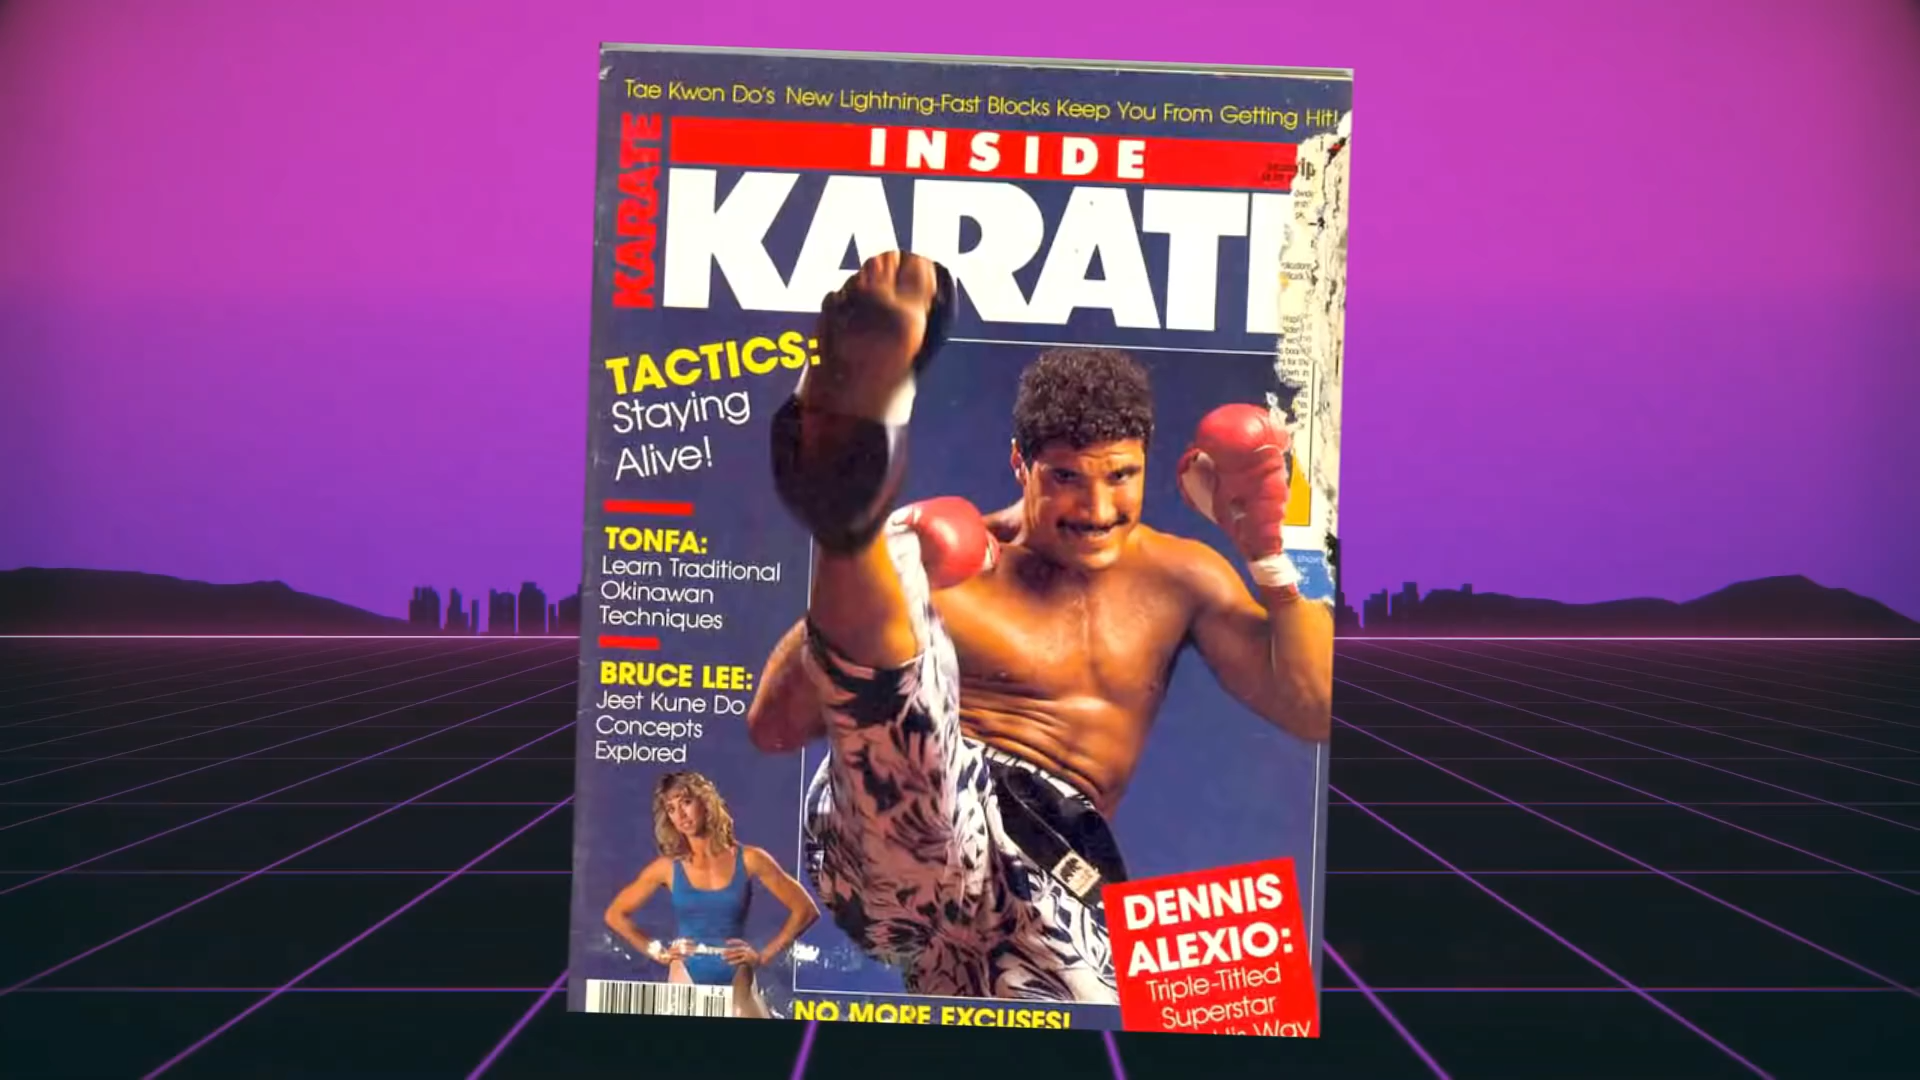 Tae Kwon Do's New Lightning-Fast Blocks Keep You From Getting Hit!
KARATE
INSIDE
KARATE
TACTICS:
Staying
Alive!
TONFA:
Learn Traditional
Okinawan
Techniques
BRUCE LEE:
Jeet Kune Do
Concepts
Explored
DENNIS
ALEXIO:
Triple-Titled
Superstar
His Way
NO MORE EXCUSES!